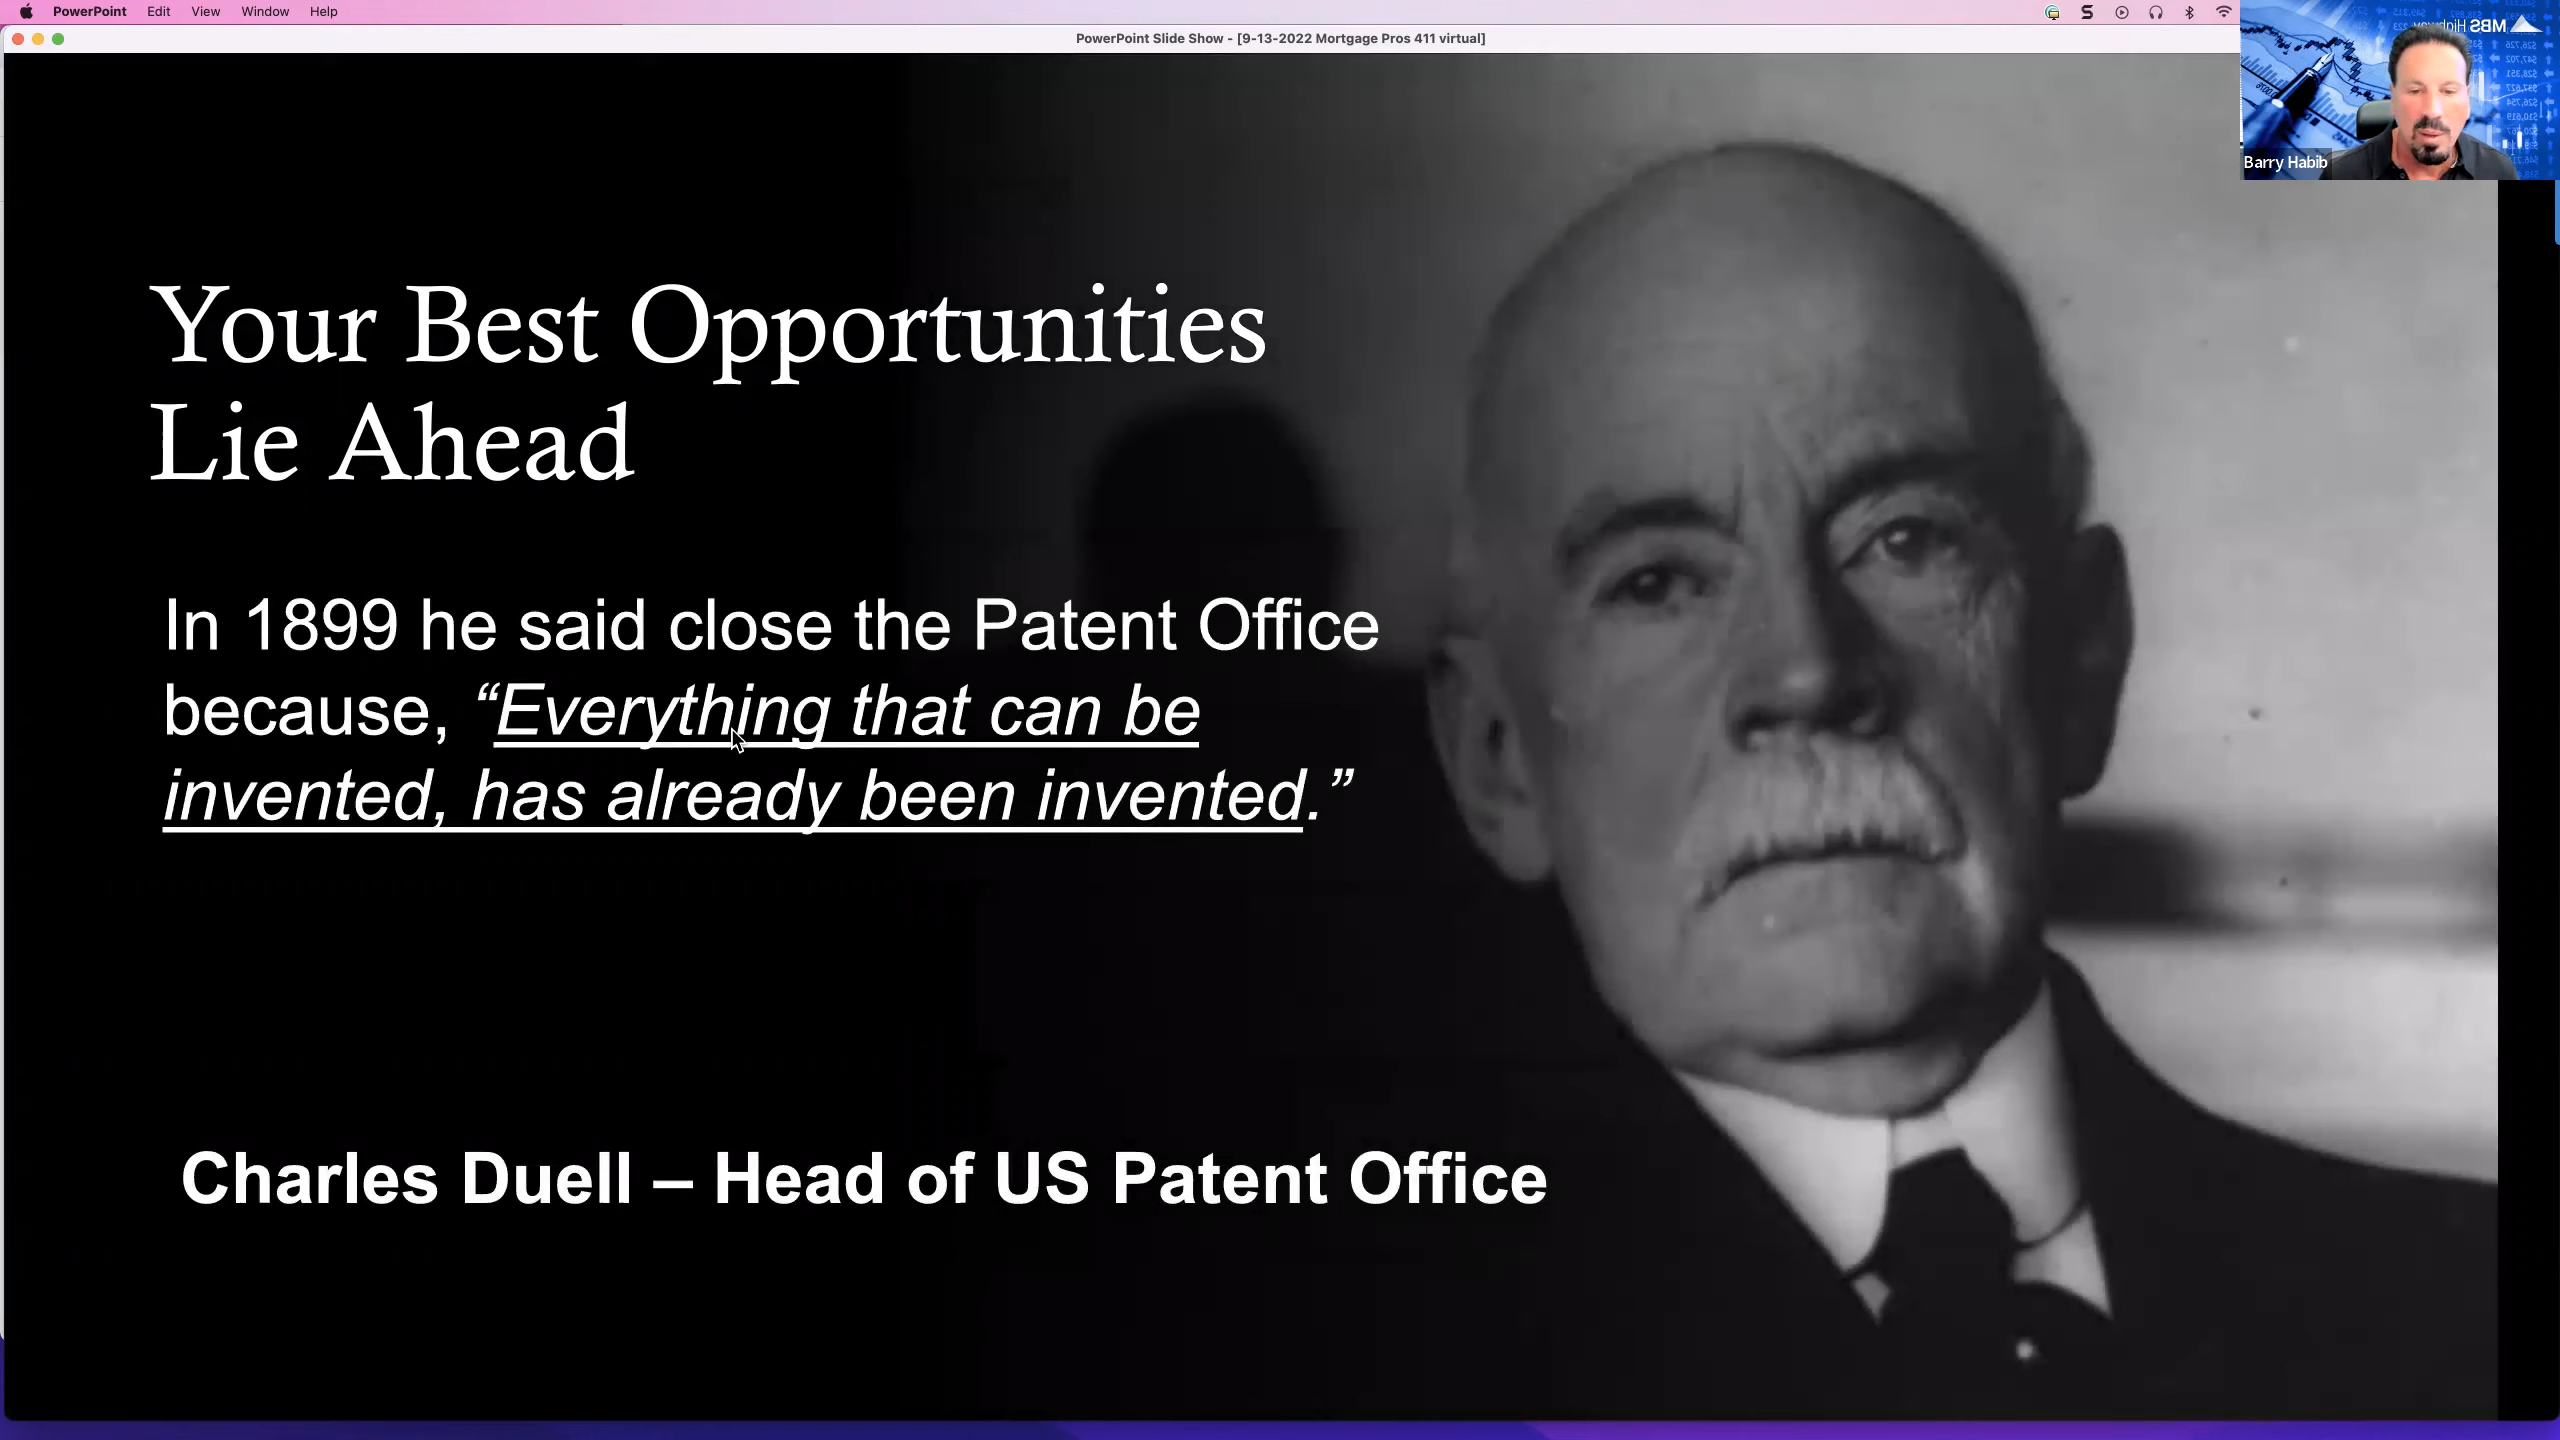 PowerPoint Edit View Window Help
PowerPoint Slide Show - [9-13-2022 Mortgage Pros 411 virtual]
MBS Highway
Barry Habib
Your Best Opportunities
Lie Ahead
In 1899 he said close the Patent Office
because, “Everything that can be
invented, has already been invented.”
Charles Duell – Head of US Patent Office